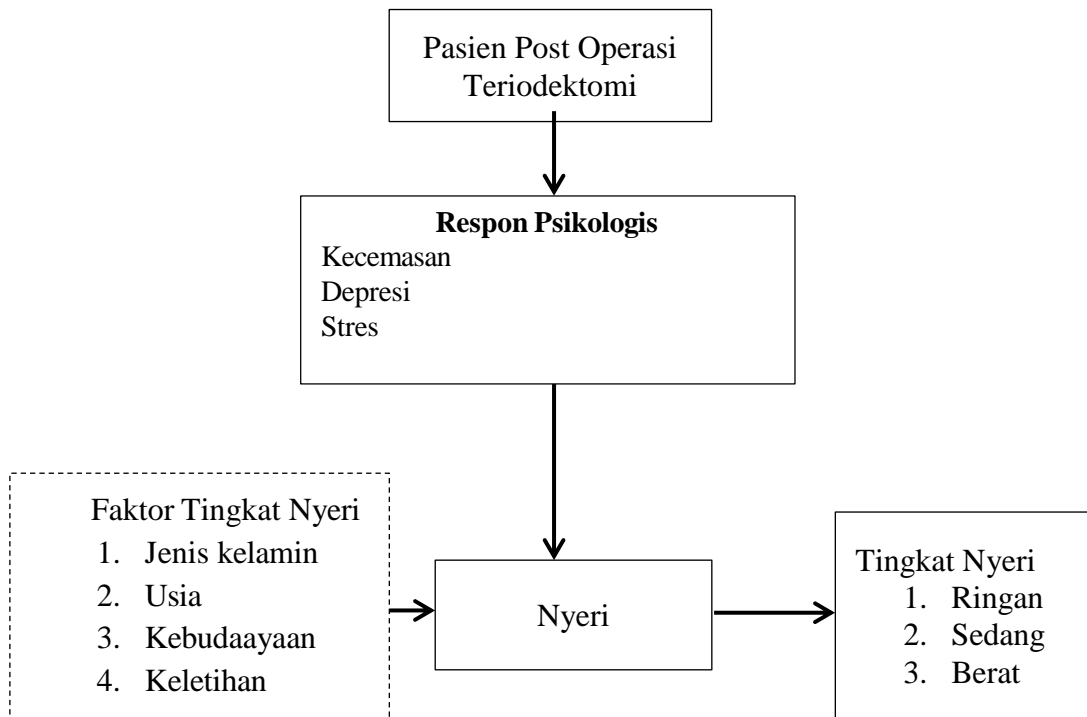 Pasien Post Operasi
Teriodektomi
Respon Psikologis
Kecemasan
Depresi
Stres
Faktor Tingkat Nyeri
1. Jenis kelamin
2. Usia
3. Kebudaayaan
4. Keletihan
Nyeri
Tingkat Nyeri
1. Ringan
2. Sedang
3. Berat